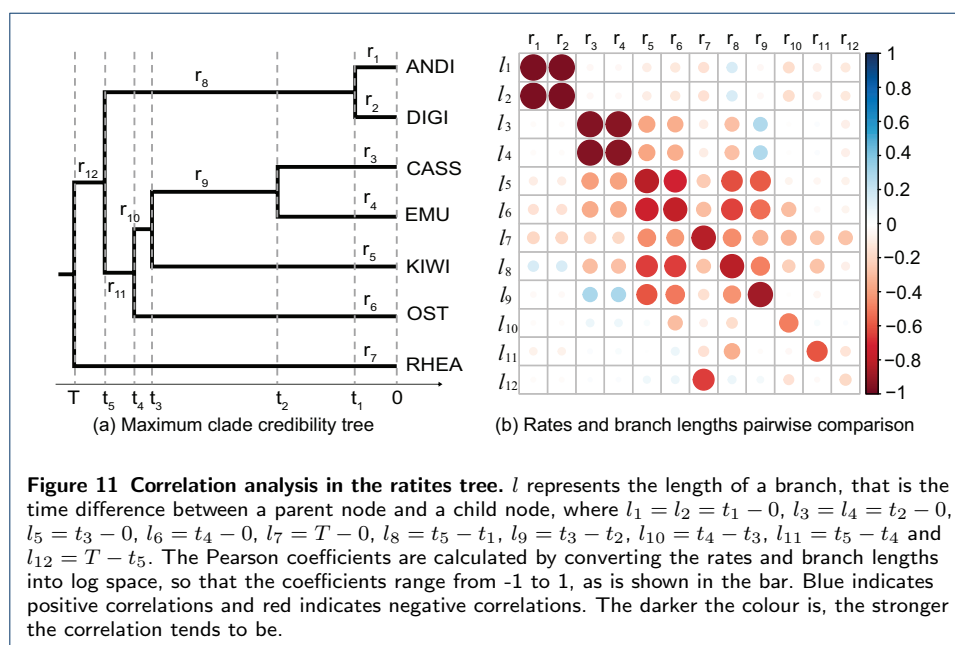 r₁ r₂ r₃ r₄ r₅ r₆ r₇ r₈ r₉ r₁₀ r₁₁ r₁₂
r₁
ANDI
r₈
r₂
DIGI
r₃
CASS
r₁₂
r₉
r₄
EMU
r₁₀
r₅
KIWI
r₁₁
r₆
OST
r₇
RHEA
T t₅ t₄ t₃ t₂ t₁ 0
(a) Maximum clade credibility tree
l₁
l₂
l₃
l₄
l₅
l₆
l₇
l₈
l₉
l₁₀
l₁₁
l₁₂
1
0.8
0.6
0.4
0.2
0
−0.2
−0.4
−0.6
−0.8
−1
(b) Rates and branch lengths pairwise comparison
Figure 11 Correlation analysis in the ratites tree. l represents the length of a branch, that is the
time difference between a parent node and a child node, where l₁ = l₂ = t₁ − 0, l₃ = l₄ = t₂ − 0,
l₅ = t₃ − 0, l₆ = t₄ − 0, l₇ = T − 0, l₈ = t₅ − t₁, l₉ = t₃ − t₂, l₁₀ = t₄ − t₃, l₁₁ = t₅ − t₄ and
l₁₂ = T − t₅. The Pearson coefficients are calculated by converting the rates and branch lengths
into log space, so that the coefficients range from -1 to 1, as is shown in the bar. Blue indicates
positive correlations and red indicates negative correlations. The darker the colour is, the stronger
the correlation tends to be.